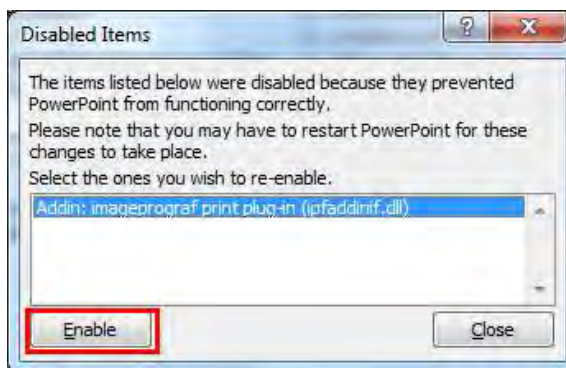 Disabled Items
The items listed below were disabled because they prevented
PowerPoint from functioning correctly.
Please note that you may have to restart PowerPoint for these
changes to take place.
Select the ones you wish to re-enable.
Addin: imageprograf print plug-in (ipfaddinif.dll)
Enable Close